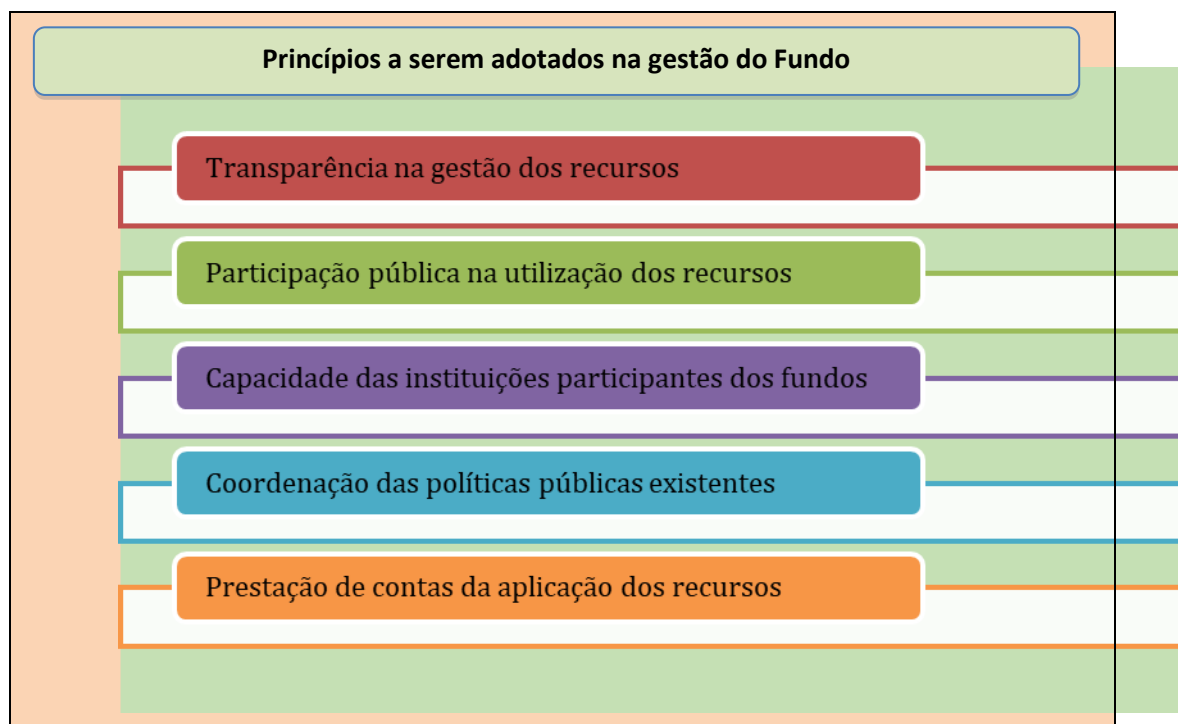 Princípios a serem adotados na gestão do Fundo
Transparência na gestão dos recursos
Participação pública na utilização dos recursos
Capacidade das instituições participantes dos fundos
Coordenação das políticas públicas existentes
Prestação de contas da aplicação dos recursos